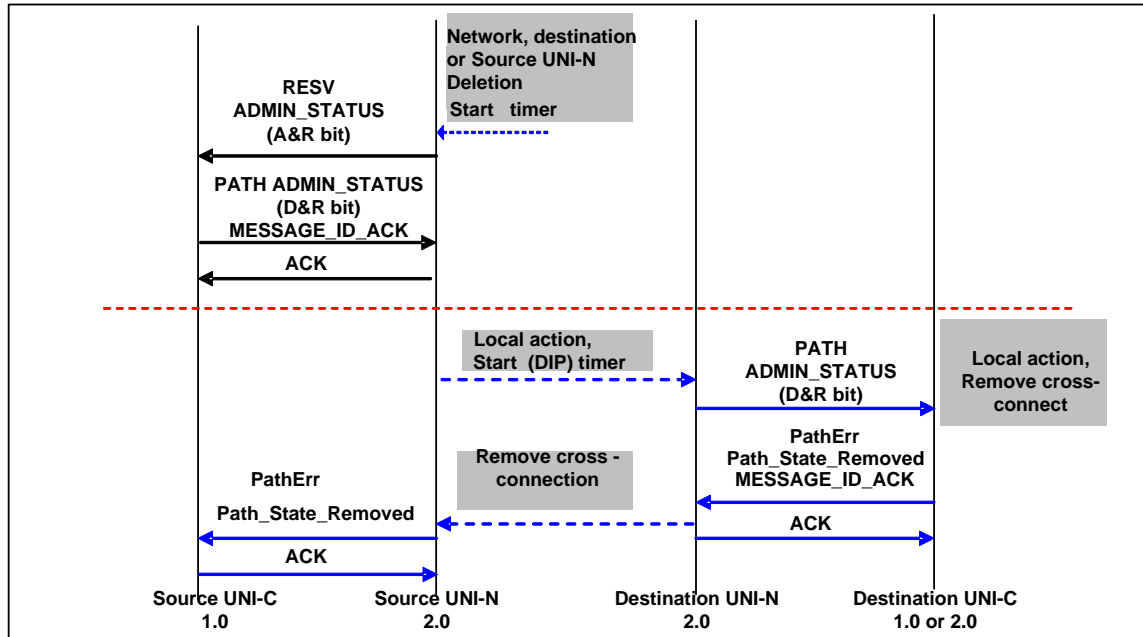 Network, destination
or Source UNI-N
Deletion
Start timer
RESV
ADMIN_STATUS
(A&R bit)
PATH ADMIN_STATUS
(D&R bit)
MESSAGE_ID_ACK
ACK
Local action,
Start (DIP) timer
PATH
ADMIN_STATUS
(D&R bit)
Local action,
Remove cross-
connect
PathErr
Path_State_Removed
MESSAGE_ID_ACK
Remove cross -
connection
PathErr
Path_State_Removed
ACK
ACK
Source UNI-C
1.0
Source UNI-N
2.0
Destination UNI-N
2.0
Destination UNI-C
1.0 or 2.0